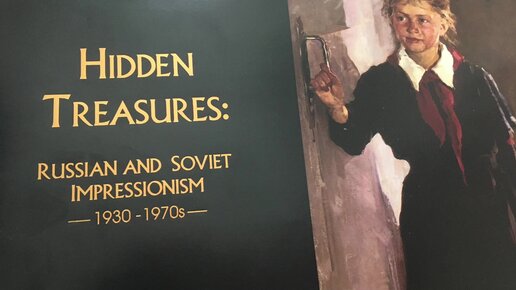 HIDDEN
TREASURES:
RUSSIAN AND SOVIET
IMPRESSIONISM
— 1930 - 1970s —